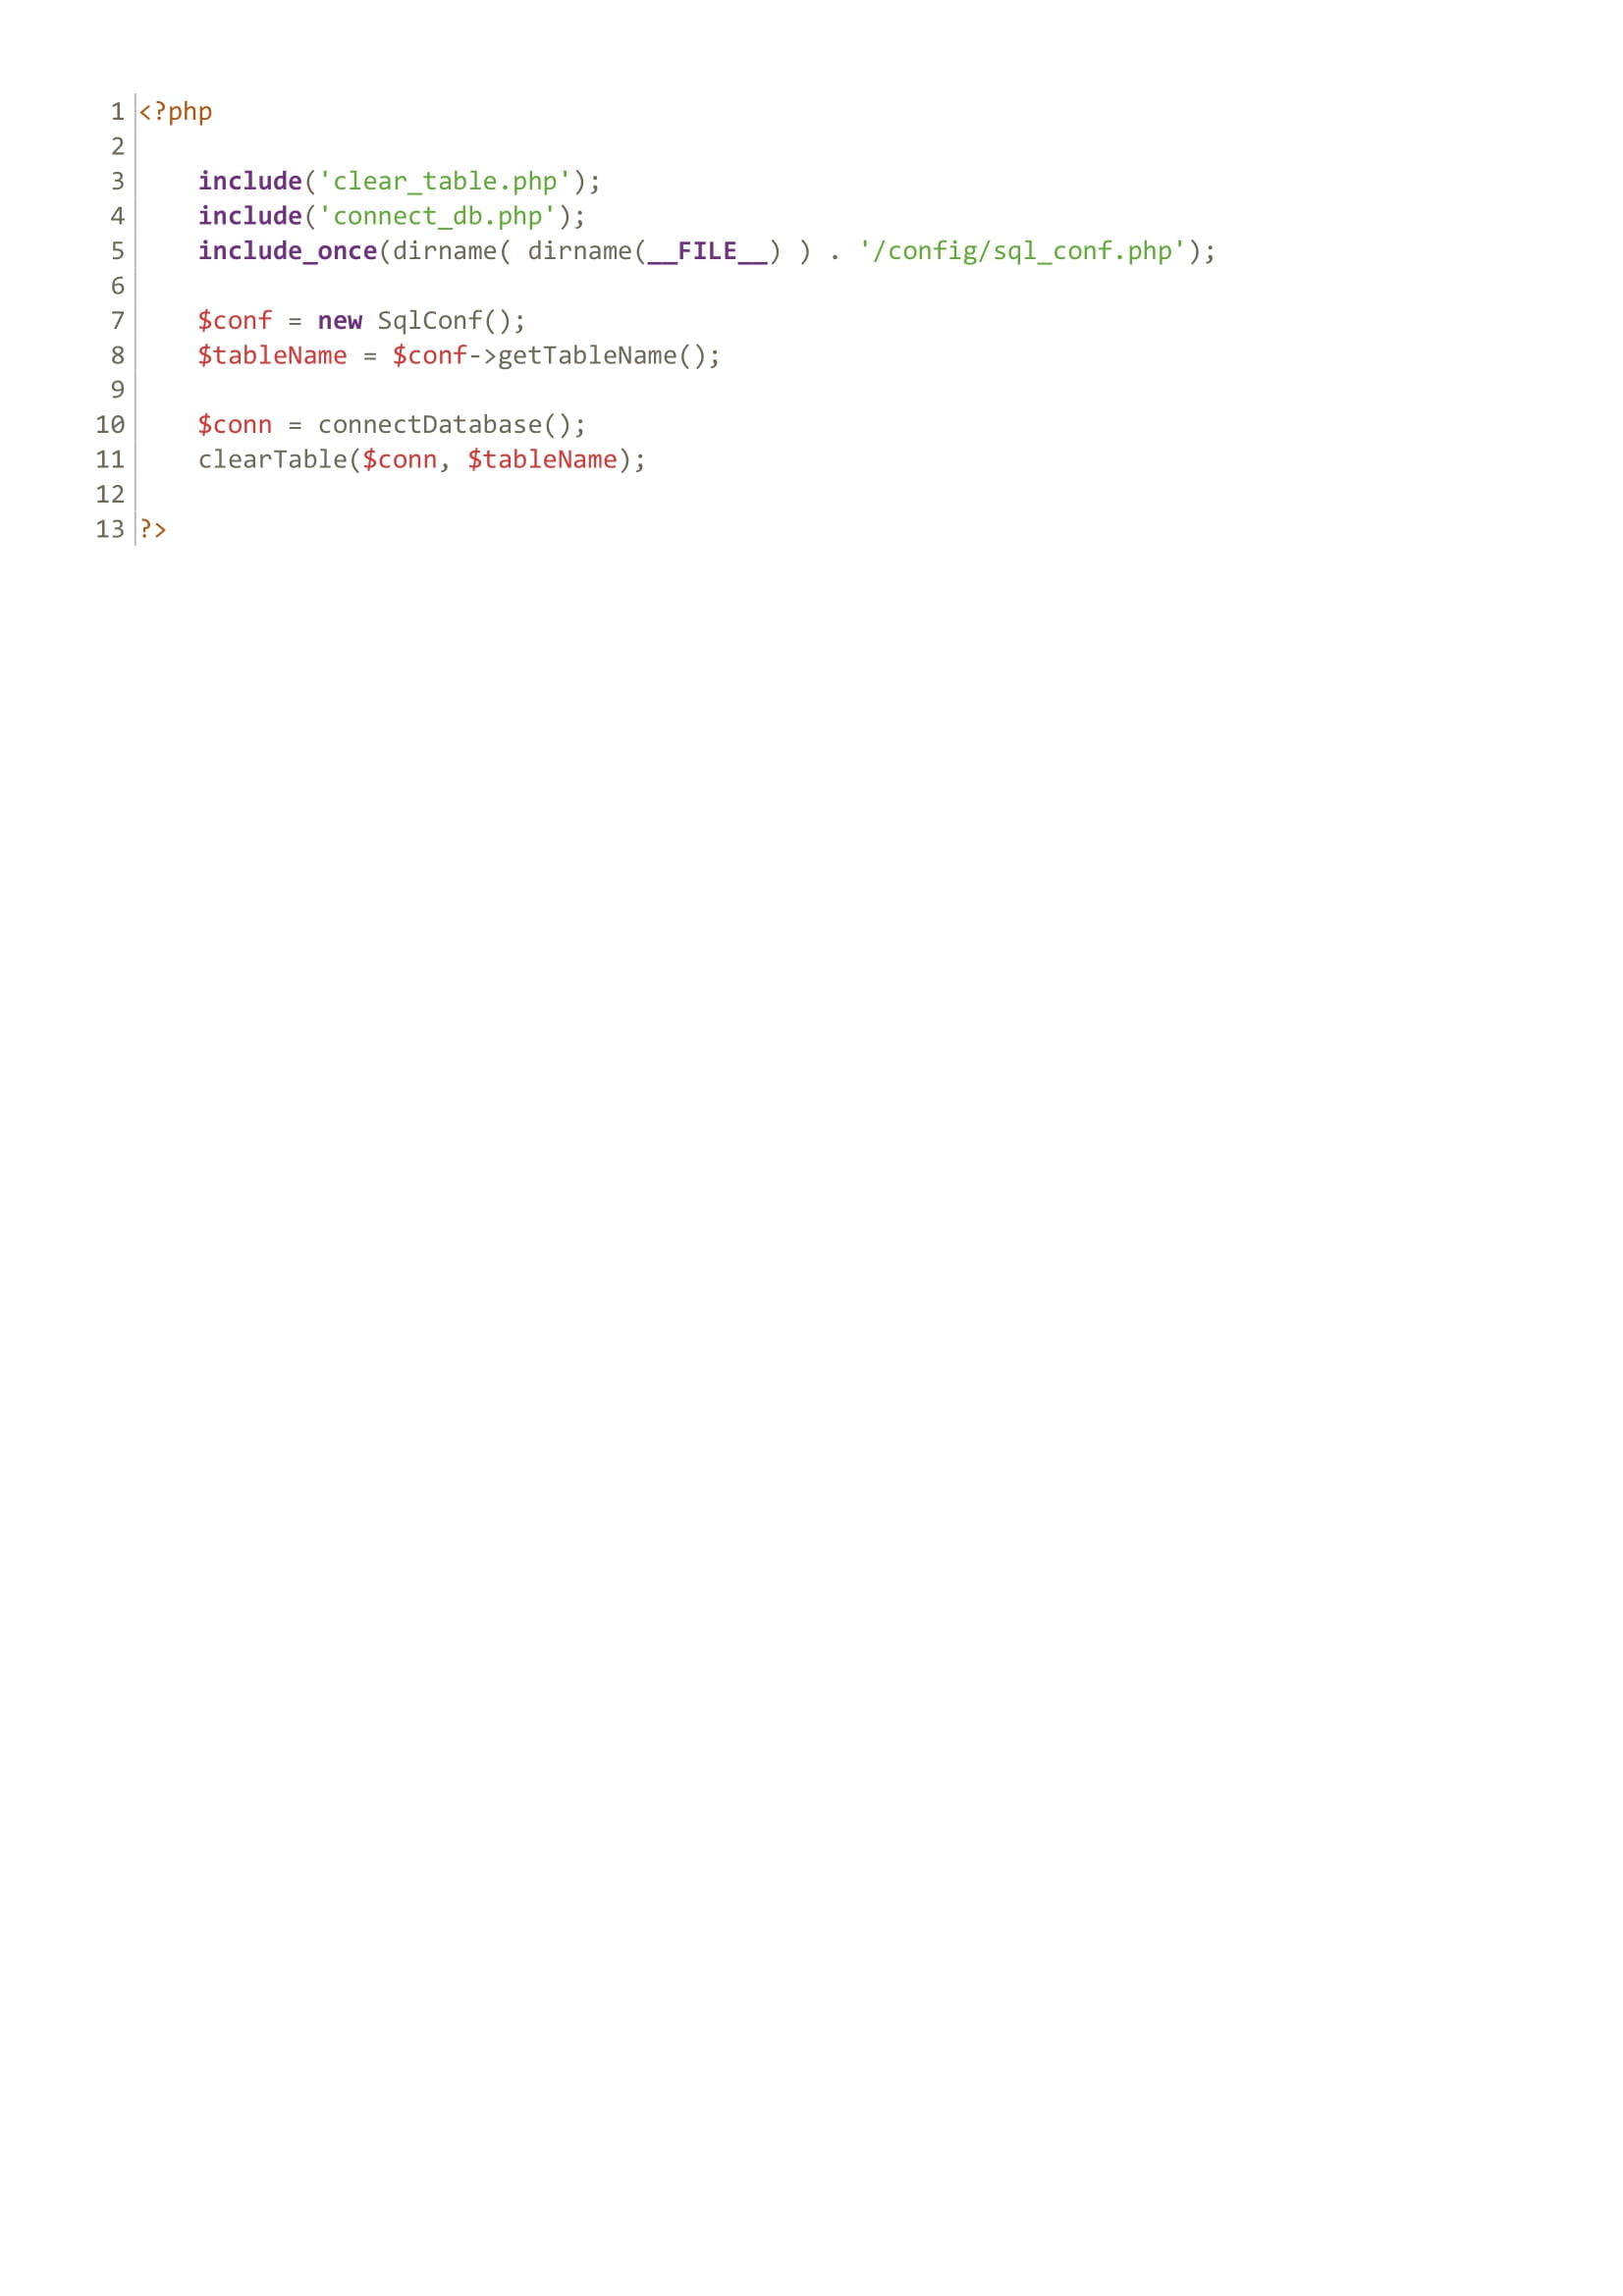 1 <?php
2
3     include('clear_table.php');
4     include('connect_db.php');
5     include_once(dirname( dirname(__FILE__) ) . '/config/sql_conf.php');
6
7     $conf = new SqlConf();
8     $tableName = $conf->getTableName();
9
10     $conn = connectDatabase();
11     clearTable($conn, $tableName);
12
13 ?>